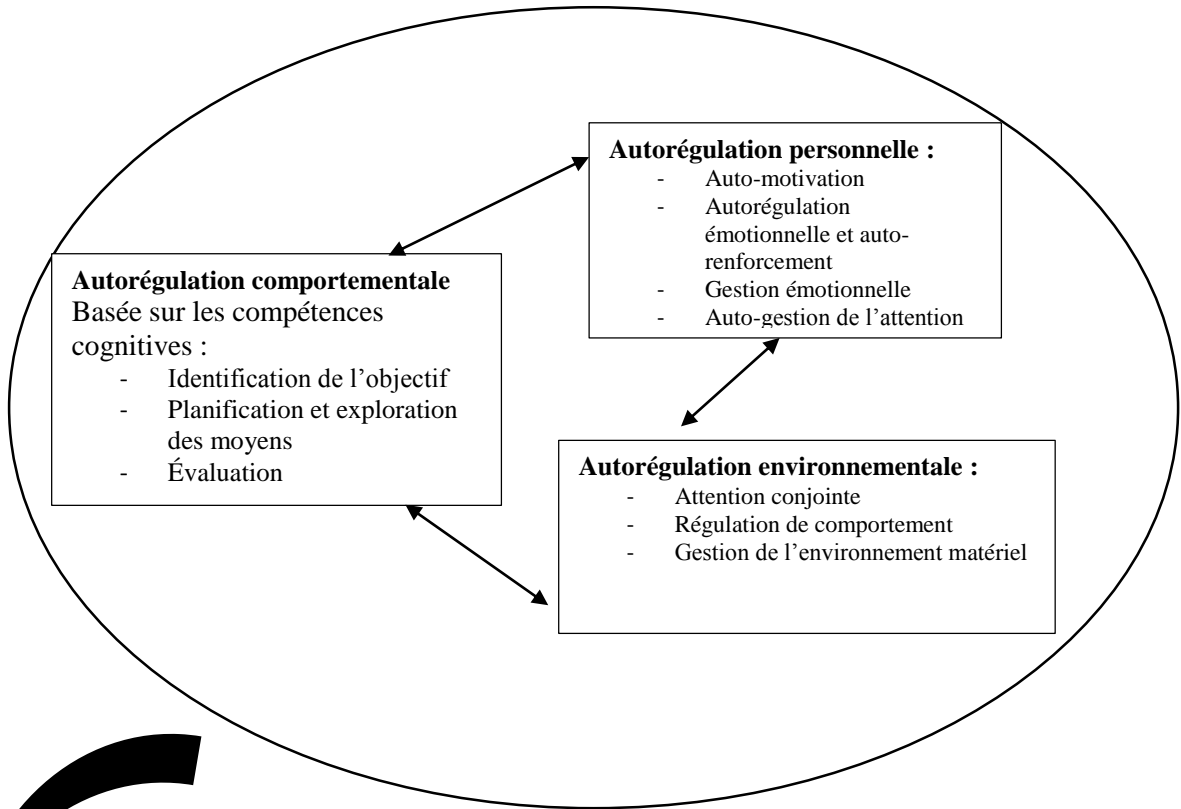 Autorégulation personnelle :
- Auto-motivation
- Autorégulation
émotionnelle et auto-
renforcement
- Gestion émotionnelle
- Auto-gestion de l’attention
Autorégulation comportementale
Basée sur les compétences
cognitives :
- Identification de l’objectif
- Planification et exploration
des moyens
- Évaluation
Autorégulation environnementale :
- Attention conjointe
- Régulation de comportement
- Gestion de l’environnement matériel